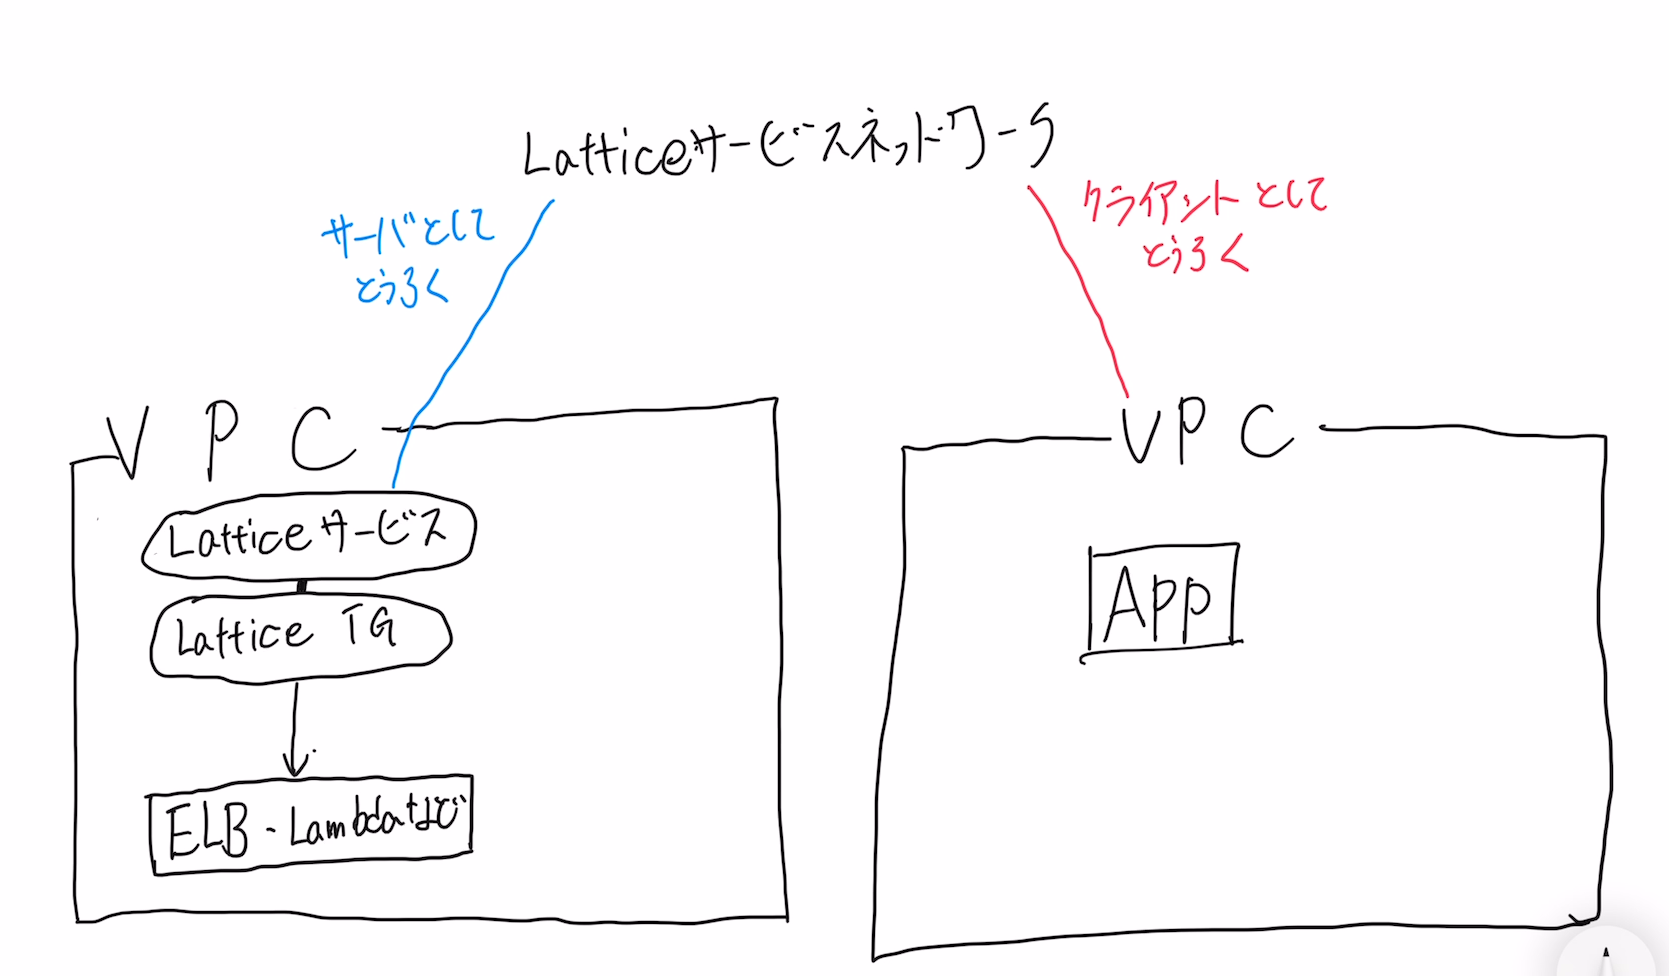 Latticeサービスネットワーク
サーバとして
とうろく
クライアントとして
とうろく
VPC
Latticeサービス
Lattice TG
ELB・Lambdaなど
VPC
App